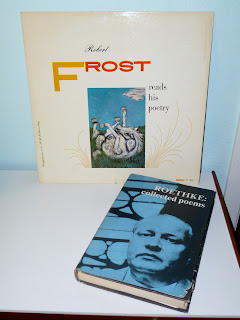 Robert
FROST
reads
his
poetry
ROETHKE:
collected poems